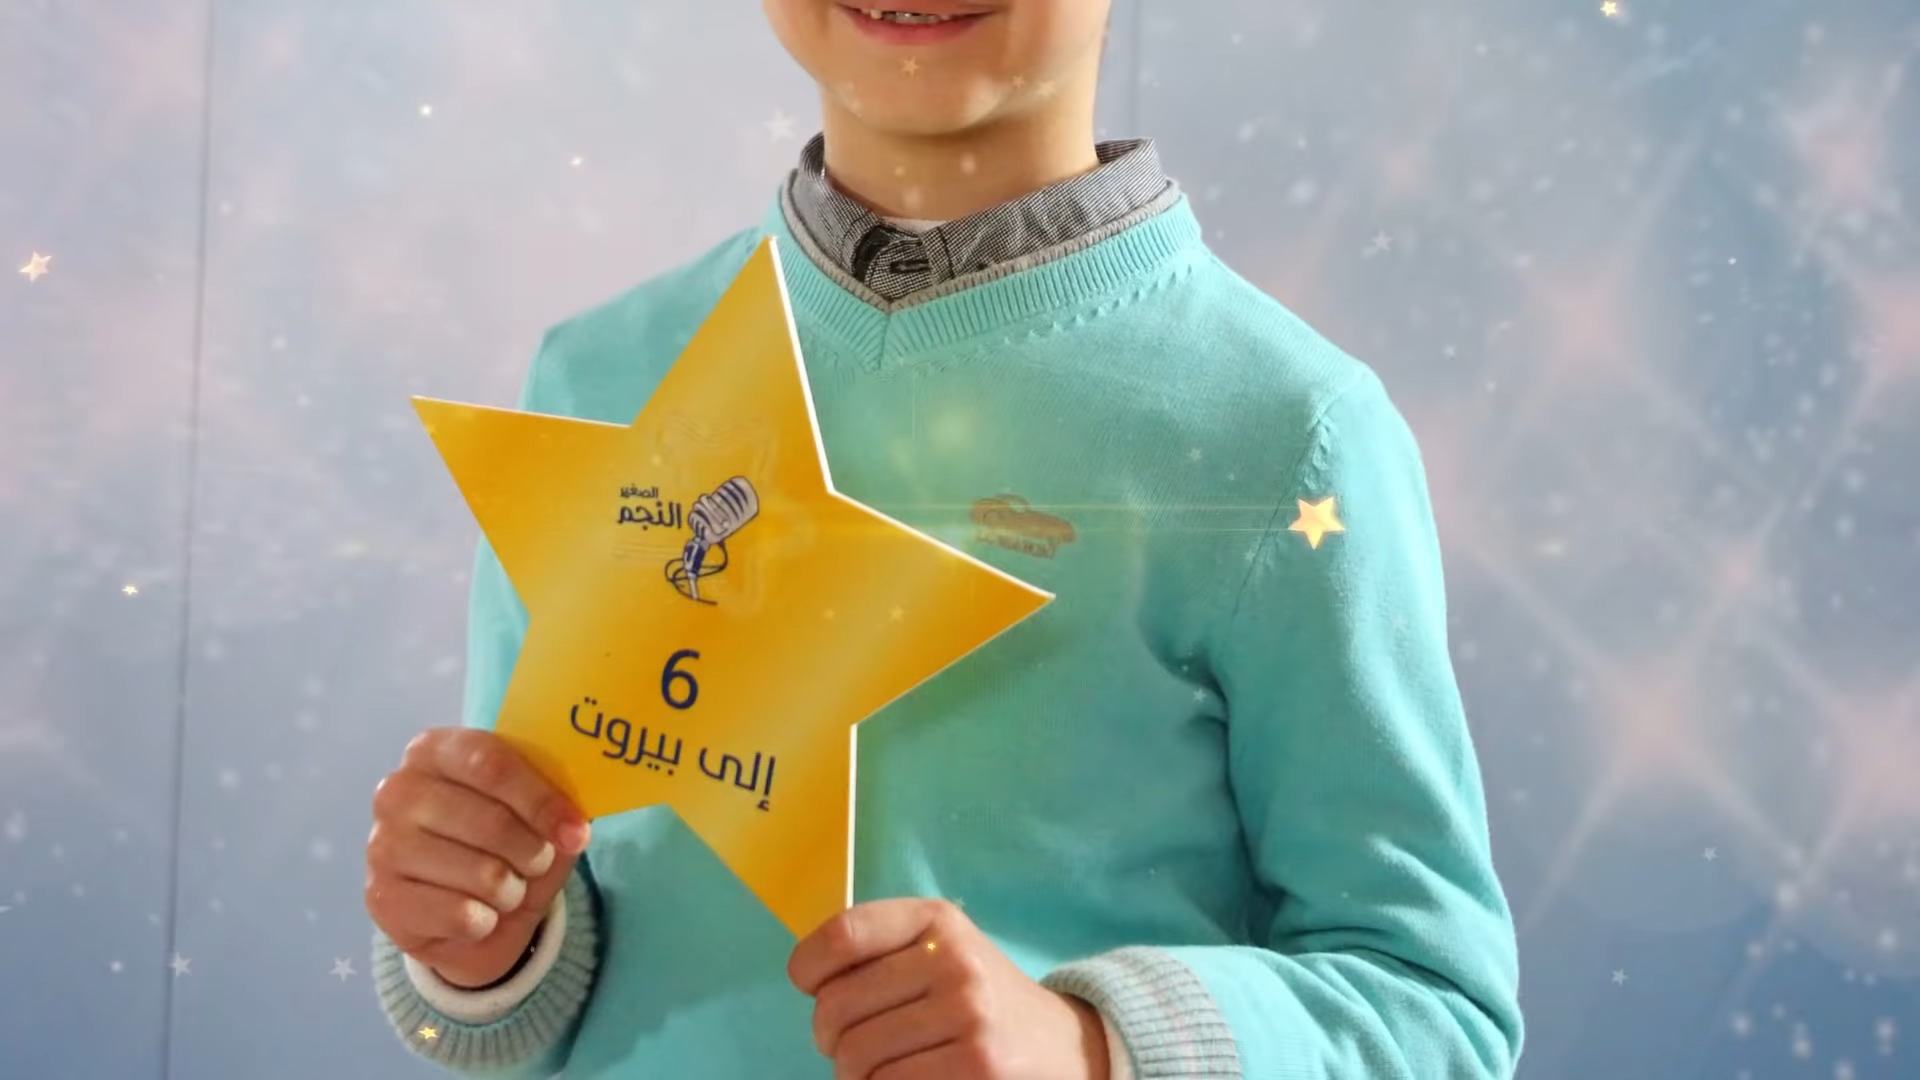 الصغير
النجم
6
إلى بيروت